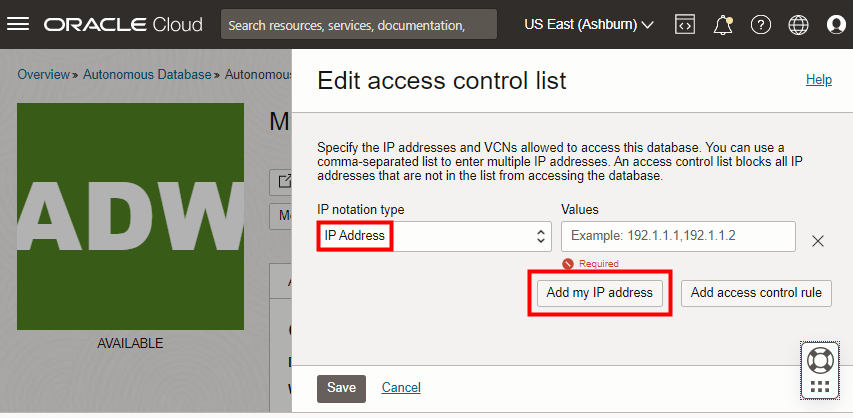 ORACLE Cloud
Search resources, services, documentation,
US East (Ashburn)
Overview » Autonomous Database » Autonomous
ADW
AVAILABLE
Edit access control list
Help
Specify the IP addresses and VCNs allowed to access this database. You can use a
comma-separated list to enter multiple IP addresses. An access control list blocks all IP
addresses that are not in the list from accessing the database.
IP notation type
IP Address
Values
Example: 192.1.1.1,192.1.1.2
Required
Add my IP address
Add access control rule
Save
Cancel